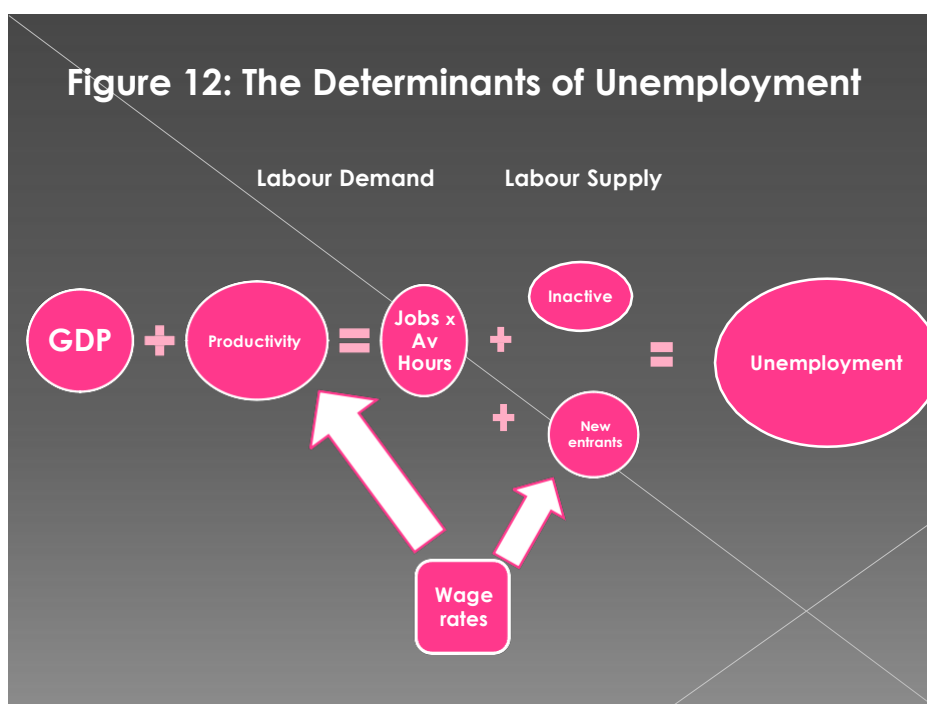 Figure 12: The Determinants of Unemployment
Labour Demand
Labour Supply
GDP
+
Productivity
=
Jobs x
Av
Hours
+
Inactive
+
New
entrants
=
Unemployment
Wage
rates